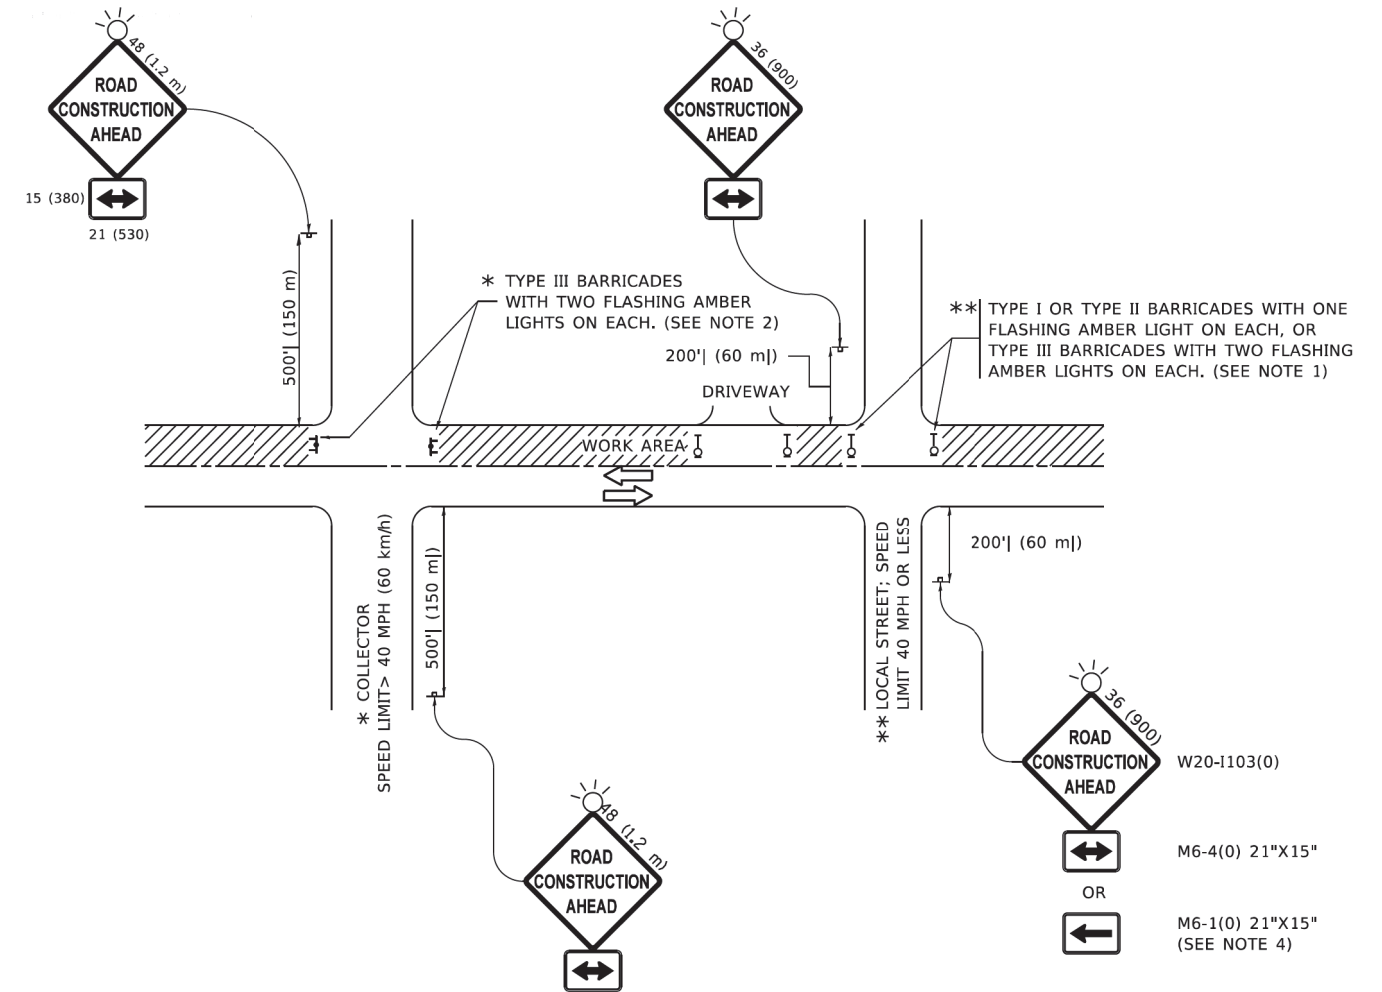 48 (1.2 m)
ROAD
CONSTRUCTION
AHEAD
15 (380)
21 (530)
36 (900)
ROAD
CONSTRUCTION
AHEAD
500'| (150 m)
* TYPE III BARRICADES
WITH TWO FLASHING AMBER
LIGHTS ON EACH. (SEE NOTE 2)
200'| (60 m|)
DRIVEWAY
** TYPE I OR TYPE II BARRICADES WITH ONE
FLASHING AMBER LIGHT ON EACH, OR
TYPE III BARRICADES WITH TWO FLASHING
AMBER LIGHTS ON EACH. (SEE NOTE 1)
WORK AREA
* COLLECTOR
SPEED LIMIT> 40 MPH (60 km/h)
500'| (150 m|)
** LOCAL STREET; SPEED
LIMIT 40 MPH OR LESS
200'| (60 m|)
48 (1.2 m)
ROAD
CONSTRUCTION
AHEAD
36 (900)
ROAD
CONSTRUCTION
AHEAD
W20-I103(0)
M6-4(0) 21"X15"
OR
M6-1(0) 21"X15"
(SEE NOTE 4)